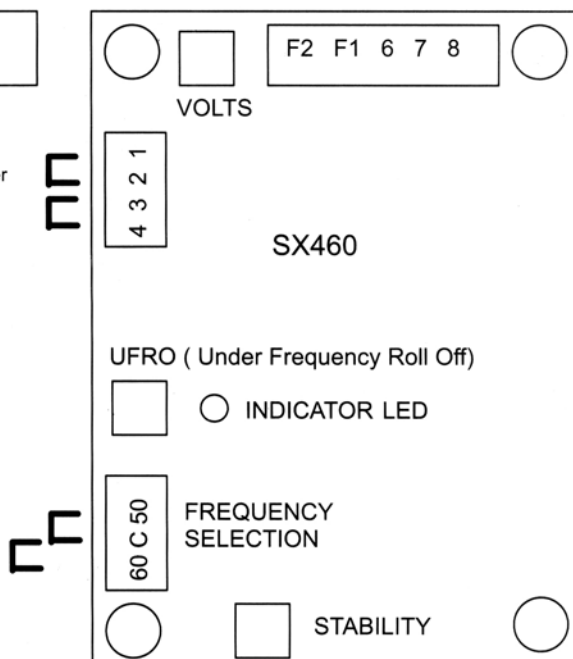 F2 F1 6 7 8
VOLTS
er
4 3 2 1
SX460
UFRO ( Under Frequency Roll Off)
INDICATOR LED
60 C 50
FREQUENCY
SELECTION
STABILITY